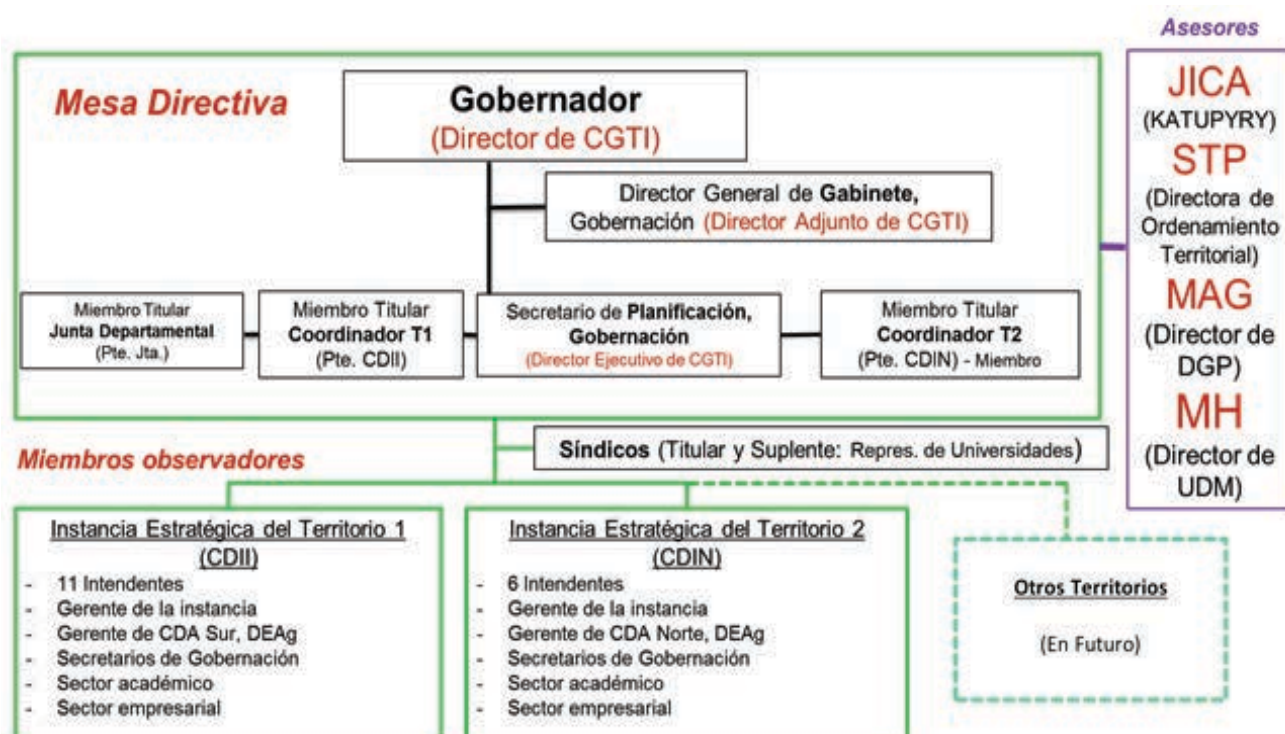 Asesores
Mesa Directiva
Gobernador
(Director de CGTI)
Director General de Gabinete,
Gobernación (Director Adjunto de CGTI)
Miembro Titular
Junta Departamental
(Pte. Jta.)
Miembro Titular
Coordinador T1
(Pte. CDII)
Secretario de Planificación,
Gobernación
(Director Ejecutivo de CGTI)
Miembro Titular
Coordinador T2
(Pte. CDIN) - Miembro
JICA
(KATUPYRY)
STP
(Directora de
Ordenamiento
Territorial)
MAG
(Director de
DGP)
MH
(Director de
UDM)
Miembros observadores
Síndicos (Titular y Suplente: Repres. de Universidades)
Instancia Estratégica del Territorio 1
(CDII)
- 11 Intendentes
- Gerente de la instancia
- Gerente de CDA Sur, DEAg
- Secretarios de Gobernación
- Sector académico
- Sector empresarial
Instancia Estratégica del Territorio 2
(CDIN)
- 6 Intendentes
- Gerente de la instancia
- Gerente de CDA Norte, DEAg
- Secretarios de Gobernación
- Sector académico
- Sector empresarial
Otros Territorios
(En Futuro)